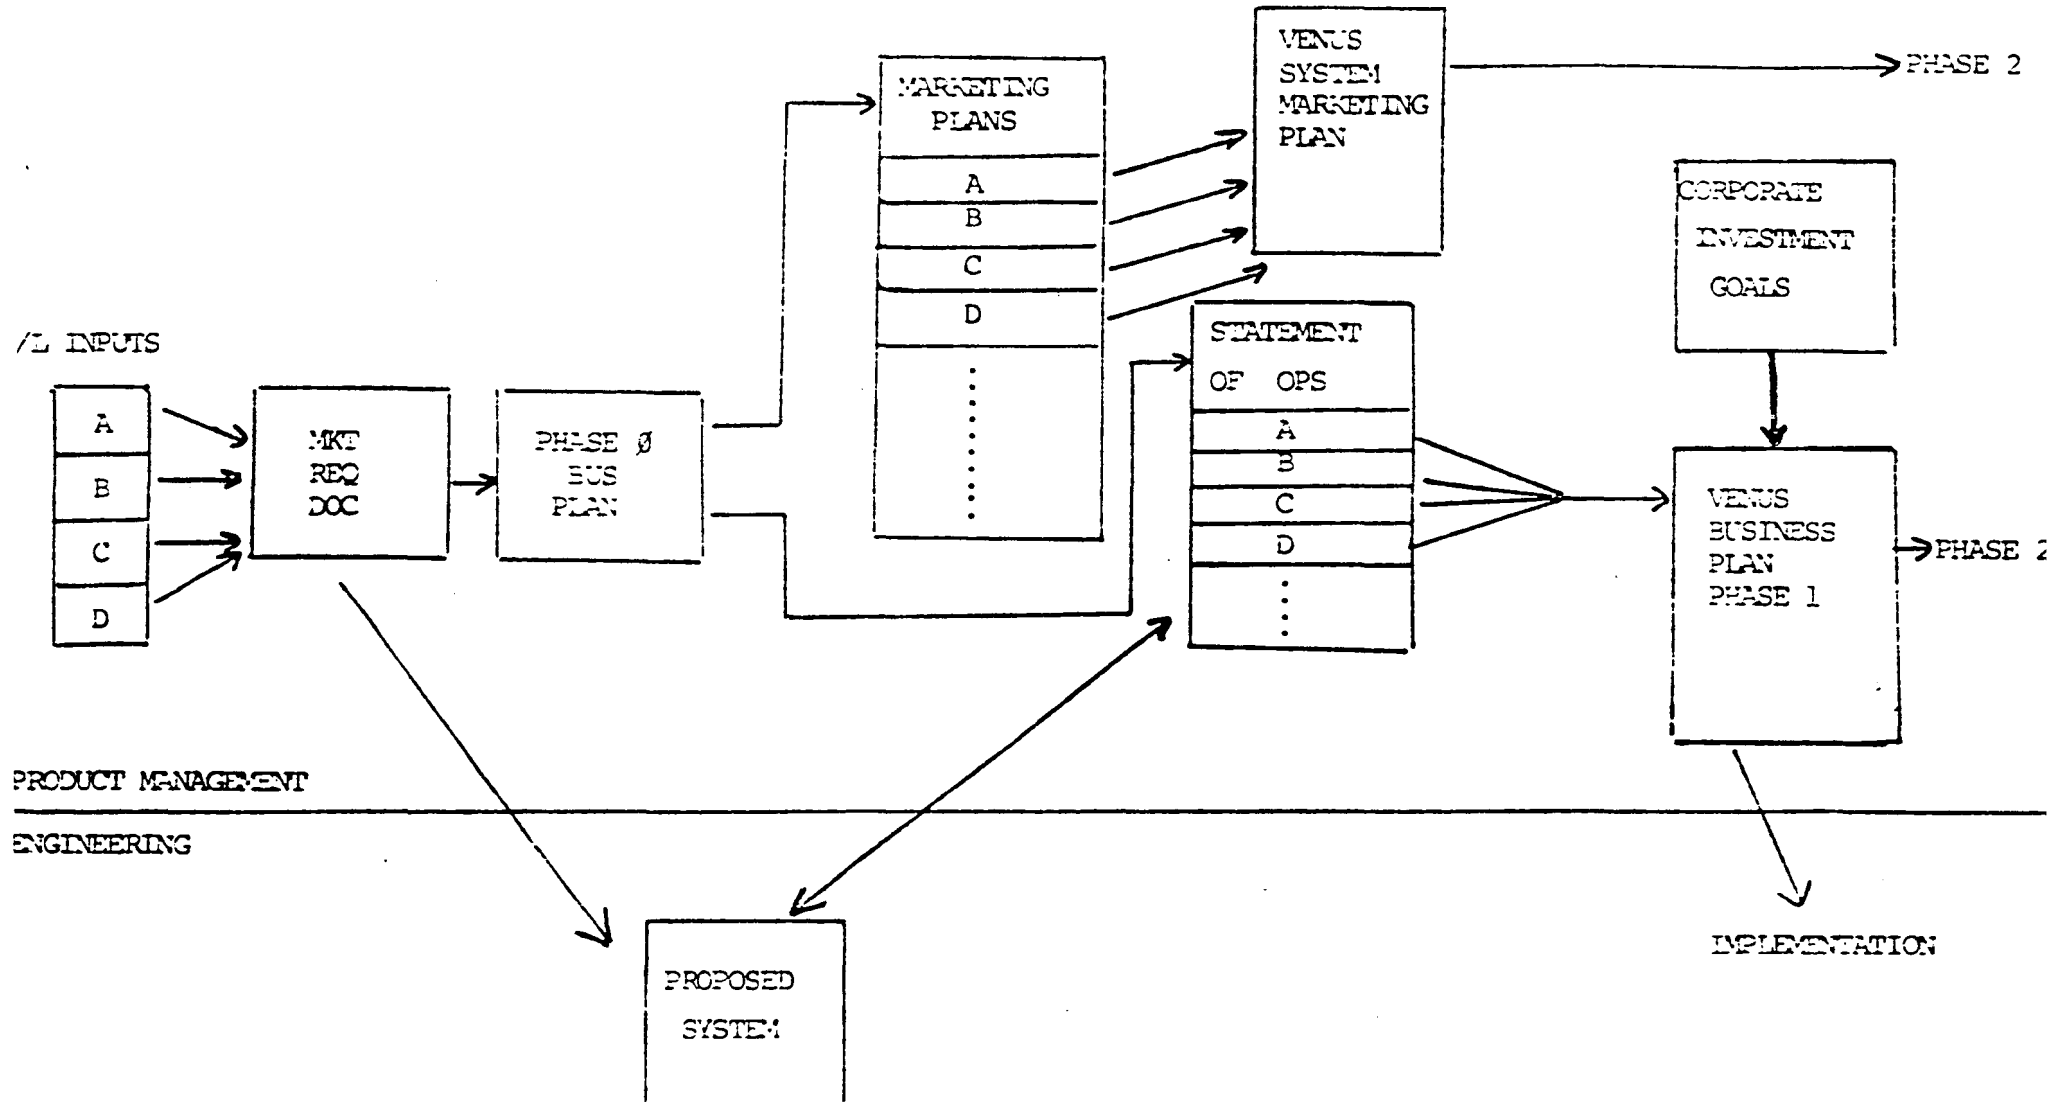 VENUS
SYSTEM
MARKETING
PLAN
PHASE 2
MARKETING
PLANS
A
B
C
D
CORPORATE
INVESTMENT
GOALS
/L INPUTS
A
B
C
D
MKT
REQ
DOC
PHASE Ø
BUS
PLAN
STATEMENT
OF OPS
A
B
C
D
VENUS
BUSINESS
PLAN
PHASE 1
PHASE 2
PRODUCT MANAGEMENT
ENGINEERING
IMPLEMENTATION
PROPOSED
SYSTEM